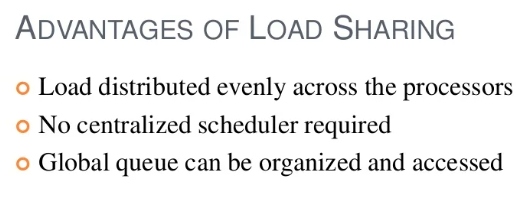 ADVANTAGES OF LOAD SHARING
Load distributed evenly across the processors
No centralized scheduler required
Global queue can be organized and accessed